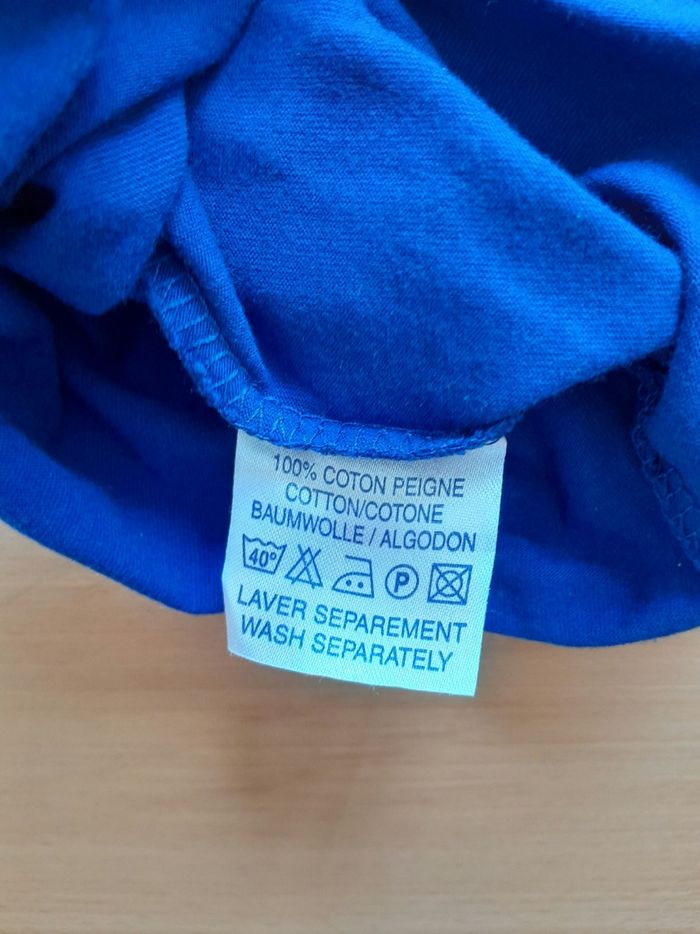 100% COTON PEIGNE
COTTON/COTONE
BAUMWOLLE / ALGODON
40° P
LAVER SEPAREMENT
WASH SEPARATELY